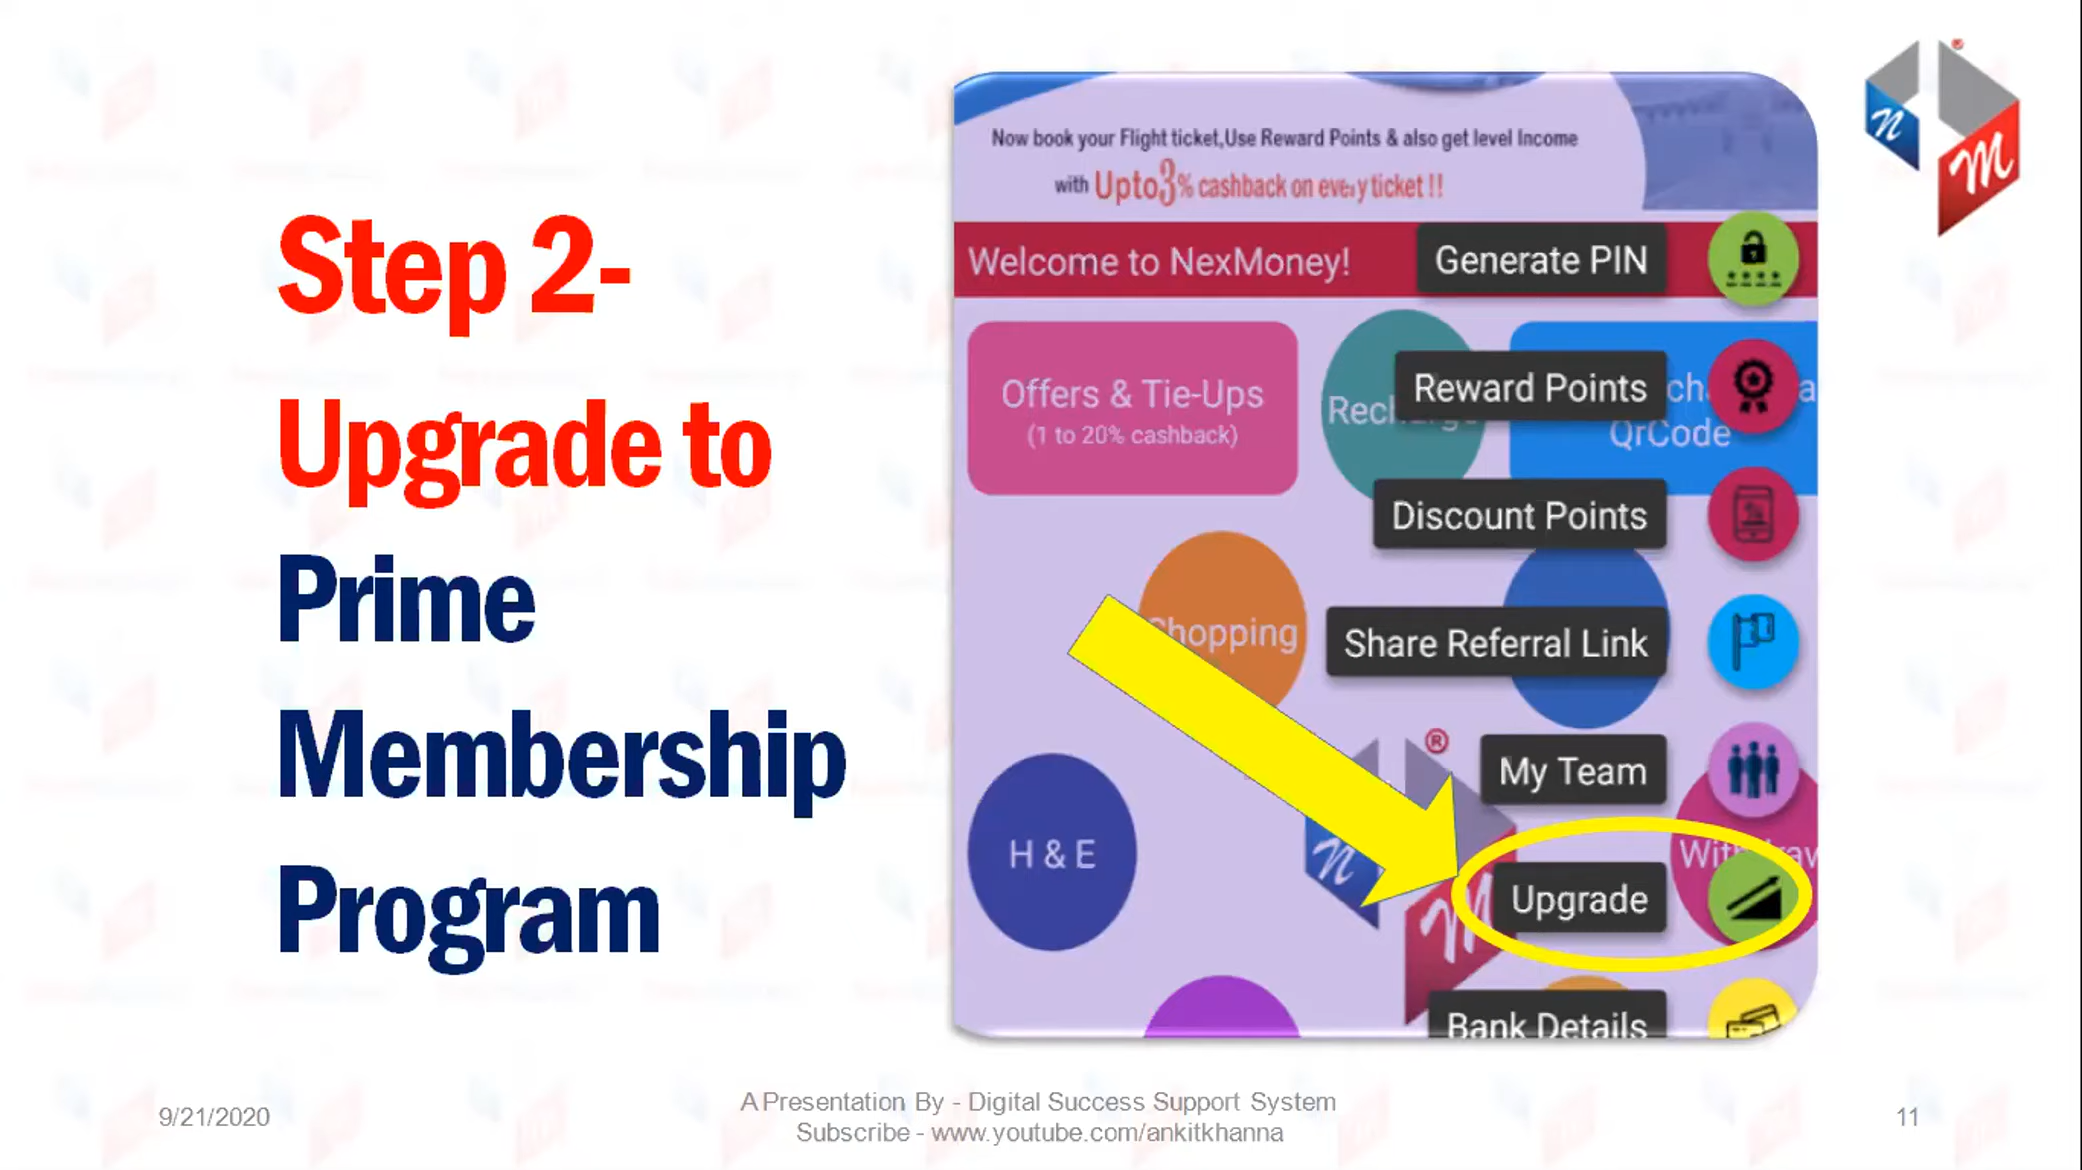 Step 2-
Upgrade to
Prime
Membership
Program
Now book your Flight ticket,Use Reward Points & also get level Income
with Upto 3% cashback on every ticket !!
Welcome to NexMoney!
Generate PIN
Offers & Tie-Ups
(1 to 20% cashback)
Reward Points
QrCode
Discount Points
Shopping
Share Referral Link
®
My Team
H & E
n
M
Upgrade
Bank Details
n
M
9/21/2020
A Presentation By - Digital Success Support System
Subscribe - www.youtube.com/ankitkhanna
11